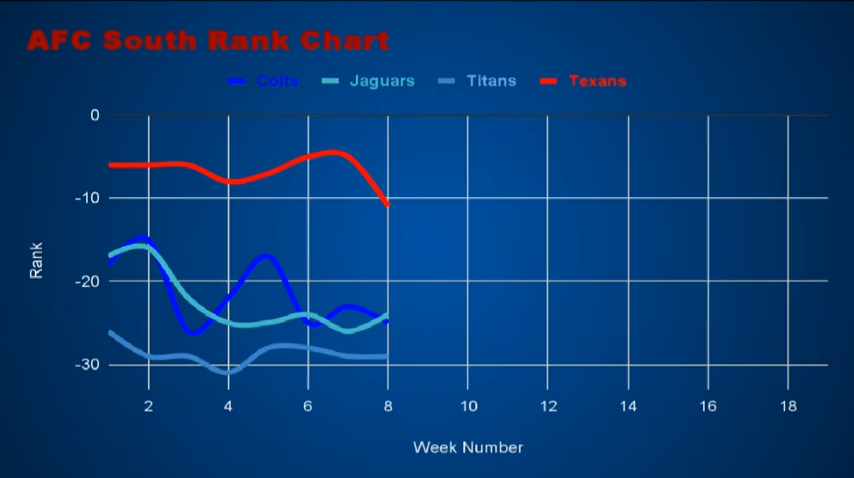 AFC South Rank Chart
Colts Jaguars Titans Texans
0
-10
-20
-30
Rank
2 4 6 8 10 12 14 16 18
Week Number